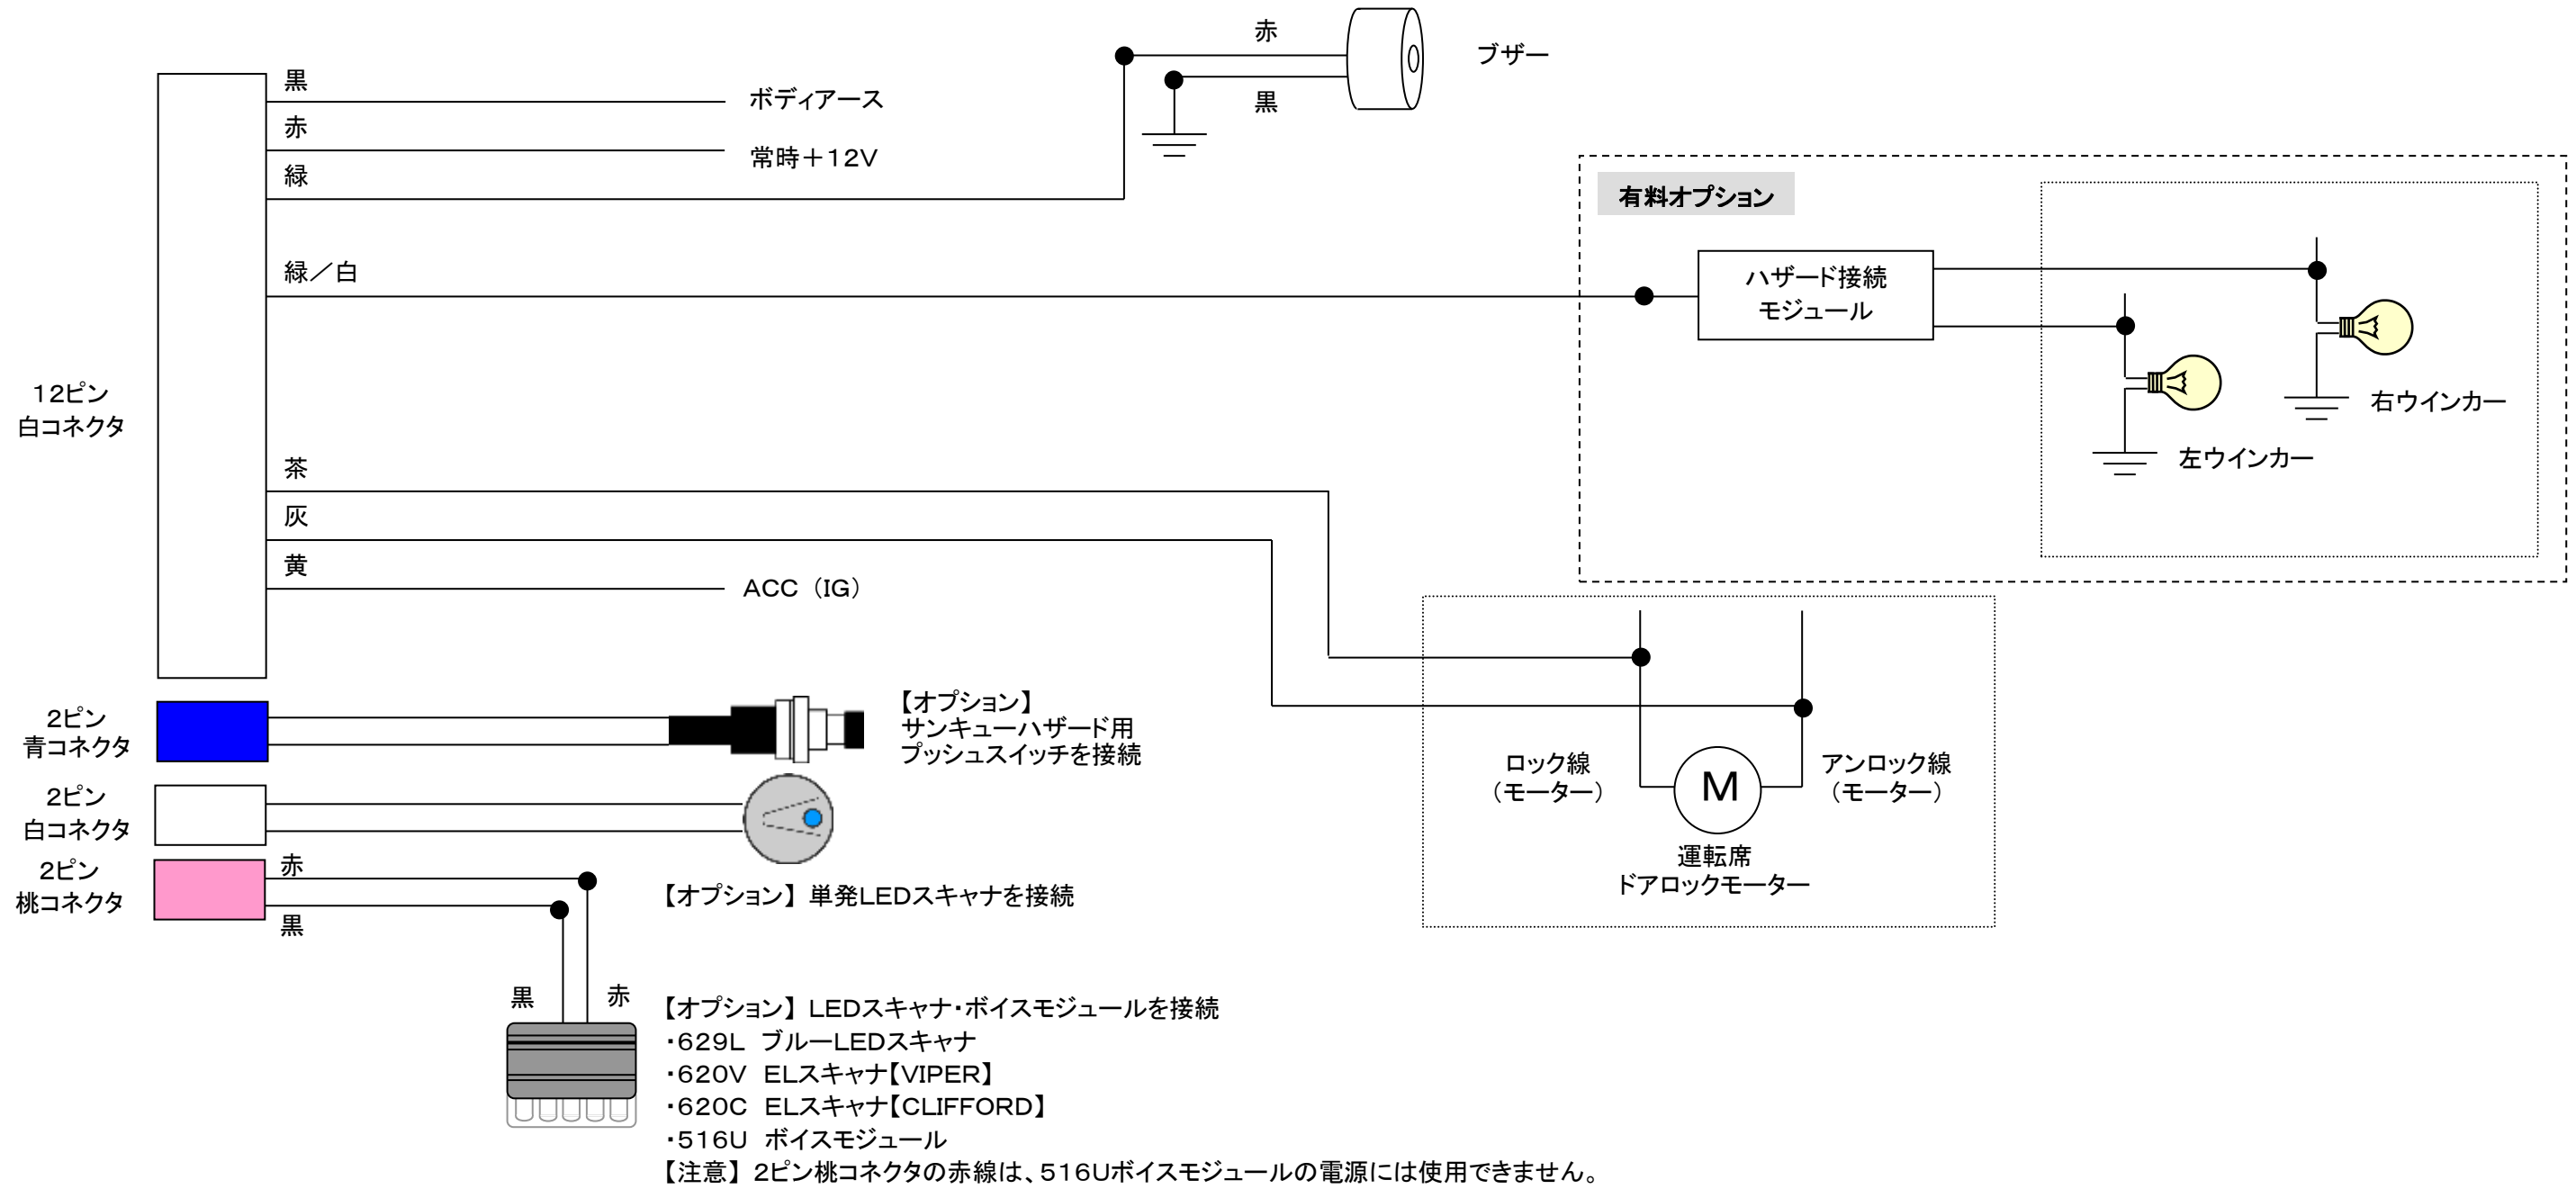 赤
ブザー
黒
黒
ボディアース
赤
常時＋１２Ｖ
緑
有料オプション
緑／白
ハザード接続
モジュール
右ウインカー
左ウインカー
１２ピン
白コネクタ
茶
灰
黄
ＡＣＣ （ＩＧ）
２ピン
青コネクタ
【オプション】
サンキューハザード用
プッシュスイッチを接続
ロック線
（モーター）
M
アンロック線
（モーター）
運転席
ドアロックモーター
２ピン
白コネクタ
２ピン
桃コネクタ
赤
黒
【オプション】 単発ＬＥＤスキャナを接続
黒
赤
【オプション】 ＬＥＤスキャナ・ボイスモジュールを接続
・６２９Ｌ ブルーＬＥＤスキャナ
・６２０Ｖ ＥＬスキャナ【ＶＩＰＥＲ】
・６２０Ｃ ＥＬスキャナ【ＣＬＩＦＦＯＲＤ】
・５１６Ｕ ボイスモジュール
【注意】 ２ピン桃コネクタの赤線は、５１６Ｕボイスモジュールの電源には使用できません。